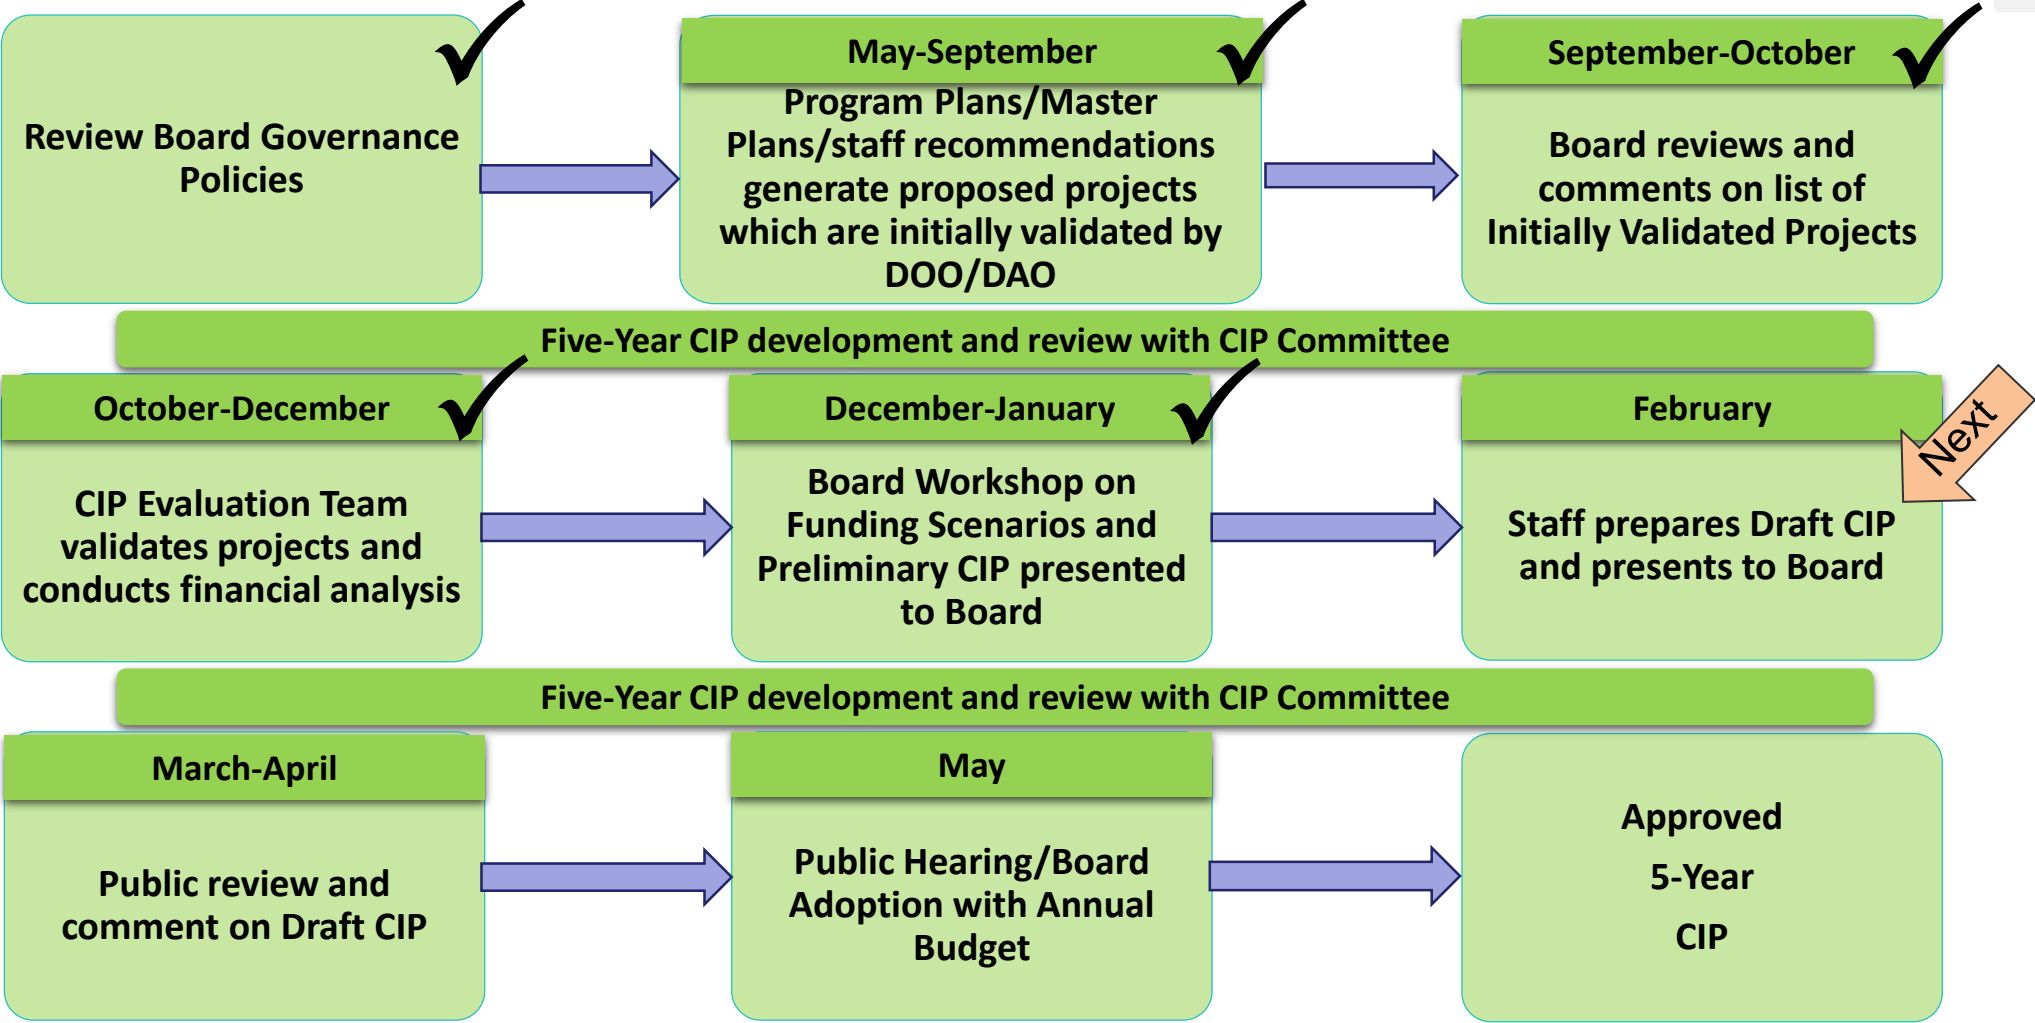 Review Board Governance
Policies
May-September
Program Plans/Master
Plans/staff recommendations
generate proposed projects
which are initially validated by
DOO/DAO
September-October
Board reviews and
comments on list of
Initially Validated Projects
Five-Year CIP development and review with CIP Committee
October-December
CIP Evaluation Team
validates projects and
conducts financial analysis
December-January
Board Workshop on
Funding Scenarios and
Preliminary CIP presented
to Board
February
Next
Staff prepares Draft CIP
and presents to Board
Five-Year CIP development and review with CIP Committee
March-April
Public review and
comment on Draft CIP
May
Public Hearing/Board
Adoption with Annual
Budget
Approved
5-Year
CIP